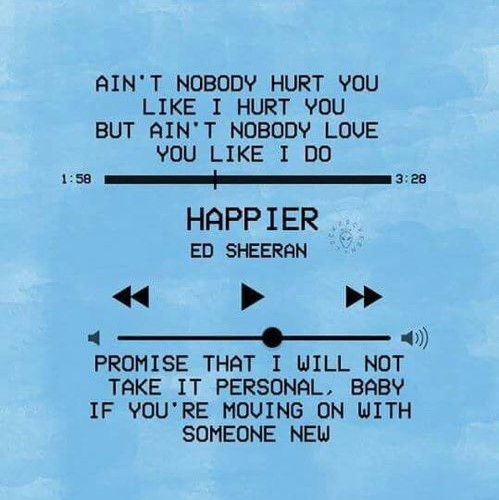 AIN'T NOBODY HURT YOU
LIKE I HURT YOU
BUT AIN'T NOBODY LOVE
YOU LIKE I DO
1:58
3:28
HAPPIER
ED SHEERAN
PROMISE THAT I WILL NOT
TAKE IT PERSONAL, BABY
IF YOU'RE MOVING ON WITH
SOMEONE NEW